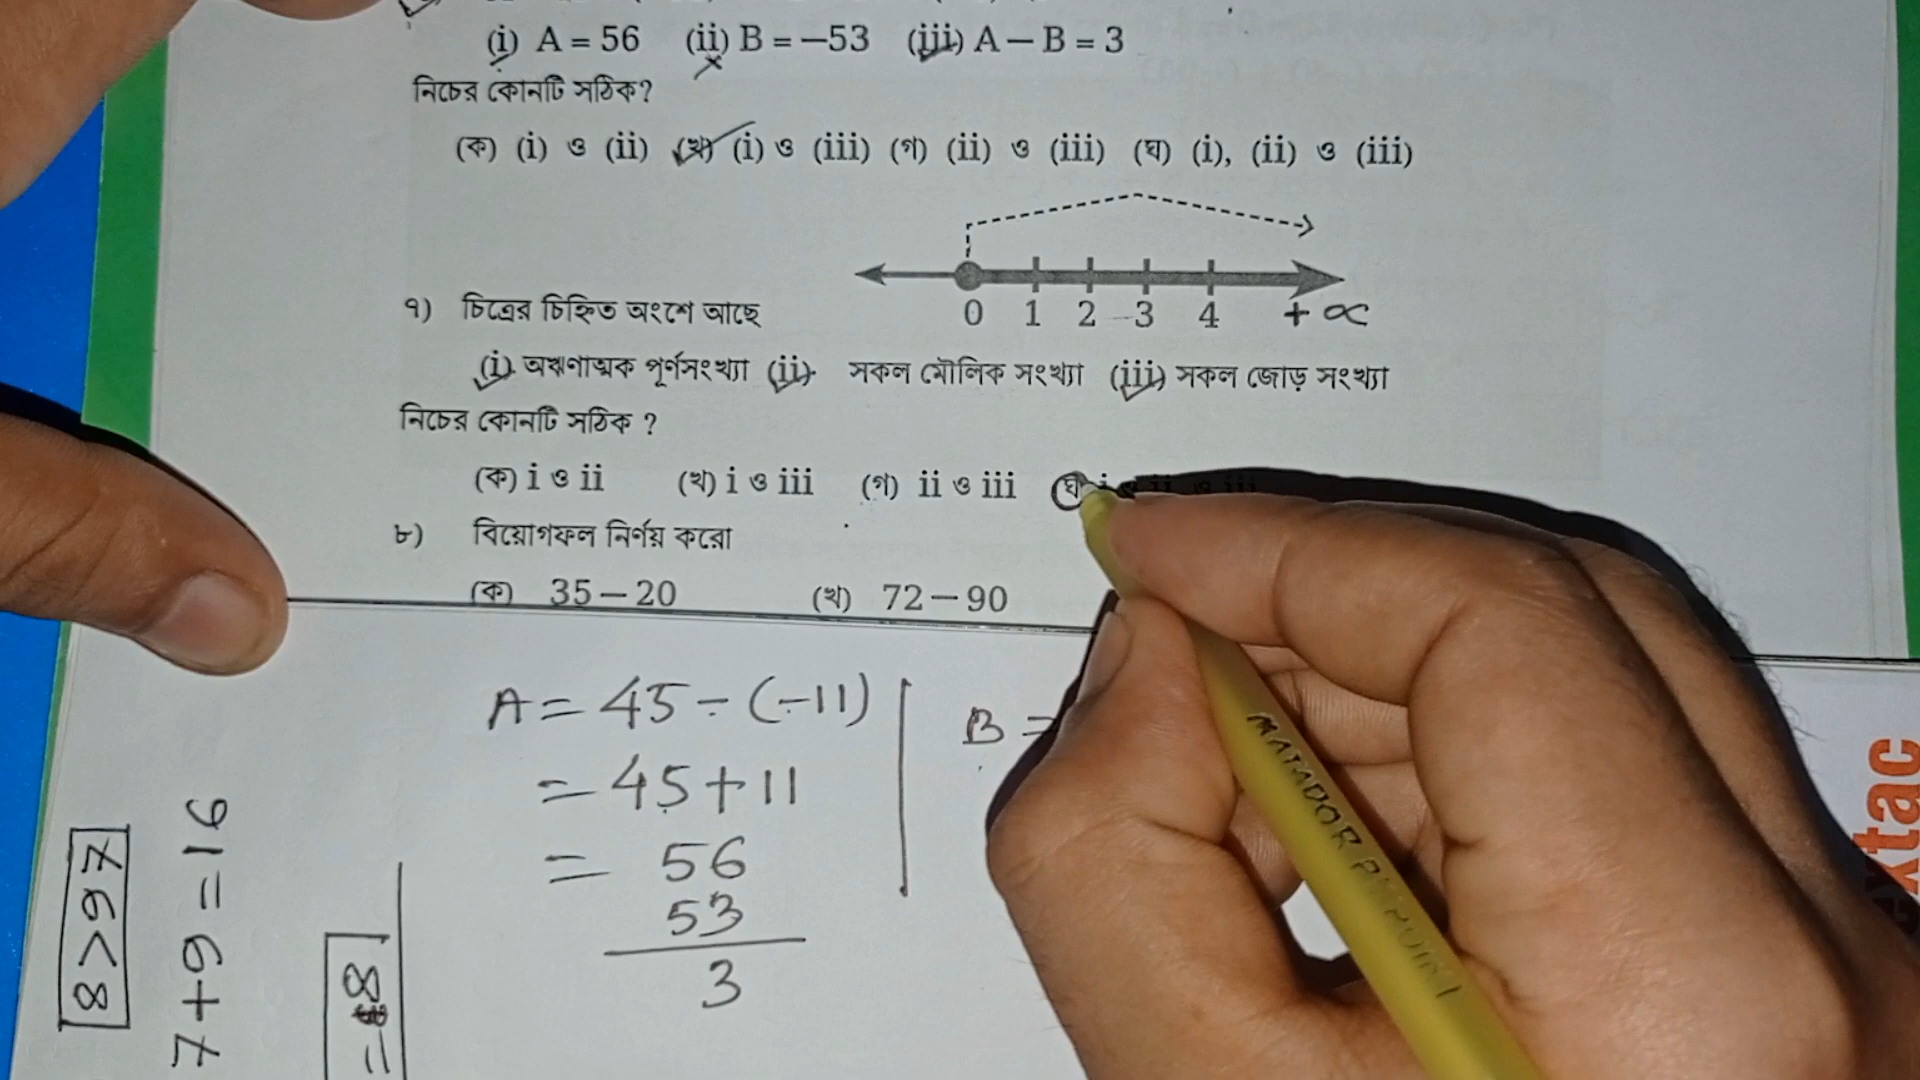 (i) A = 56 (ii) B = −53 (iii) A − B = 3
নিচের কোনটি সঠিক?
(ক) (i) ও (ii) (খ) (i) ও (iii) (গ) (ii) ও (iii) (ঘ) (i), (ii) ও (iii)
0 1 2 3 4 + ∝
৭) চিত্রের চিহ্নিত অংশে আছে
(i) অঋণাত্মক পূর্ণসংখ্যা (ii) সকল মৌলিক সংখ্যা (iii) সকল জোড় সংখ্যা
নিচের কোনটি সঠিক ?
(ক) i ও ii (খ) i ও iii (গ) ii ও iii (ঘ) i ও ii ও iii
৮) বিয়োগফল নির্ণয় করো
(ক) 35 − 20 (খ) 72 − 90
A = 45 − (−11)
= 45 + 11
= 56
53
3
B =
8 > 97
7 + 9 = 16